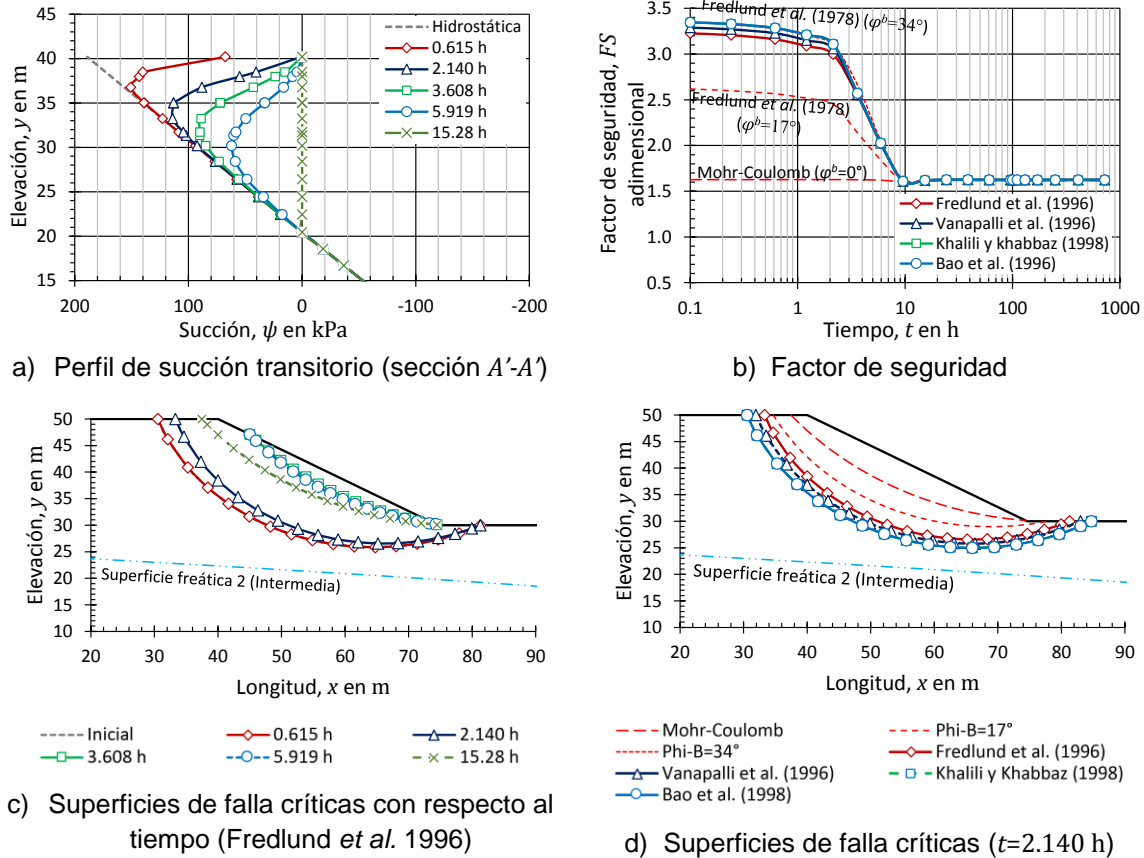 Elevación, y en m
45
40
35
30
25
20
15
200
100
0
-100
-200
Succión, ψ en kPa
Hidrostática
0.615 h
2.140 h
3.608 h
5.919 h
15.28 h
a) Perfil de succión transitorio (sección A’-A’)
Factor de seguridad, FS
adimensional
3.5
3.0
2.5
2.0
1.5
1.0
0.5
0.1
1
10
100
1000
Tiempo, t en h
Fredlund
et al. (1978)
(φᵇ=34°)
Fredlund et al.
(1978)
(φᵇ=17°)
Mohr-Coulomb (φᵇ=0°)
Fredlund et al. (1996)
Vanapalli et al. (1996)
Khalili y khabbaz (1998)
Bao et al. (1996)
b) Factor de seguridad
Elevación, y en m
50
45
40
35
30
25
20
15
10
20
30
40
50
60
70
80
90
Superficie freática 2 (Intermedia)
Longitud, x en m
Inicial
0.615 h
2.140 h
3.608 h
5.919 h
15.28 h
c) Superficies de falla críticas con respecto al
tiempo (Fredlund et al. 1996)
Elevación, y en m
50
45
40
35
30
25
20
15
10
20
30
40
50
60
70
80
90
Superficie freática 2 (Intermedia)
Longitud, x en m
Mohr-Coulomb
Phi-B=17°
Phi-B=34°
Fredlund et al. (1996)
Vanapalli et al. (1996)
Khalili y Khabbaz (1998)
Bao et al. (1998)
d) Superficies de falla críticas (t=2.140 h)